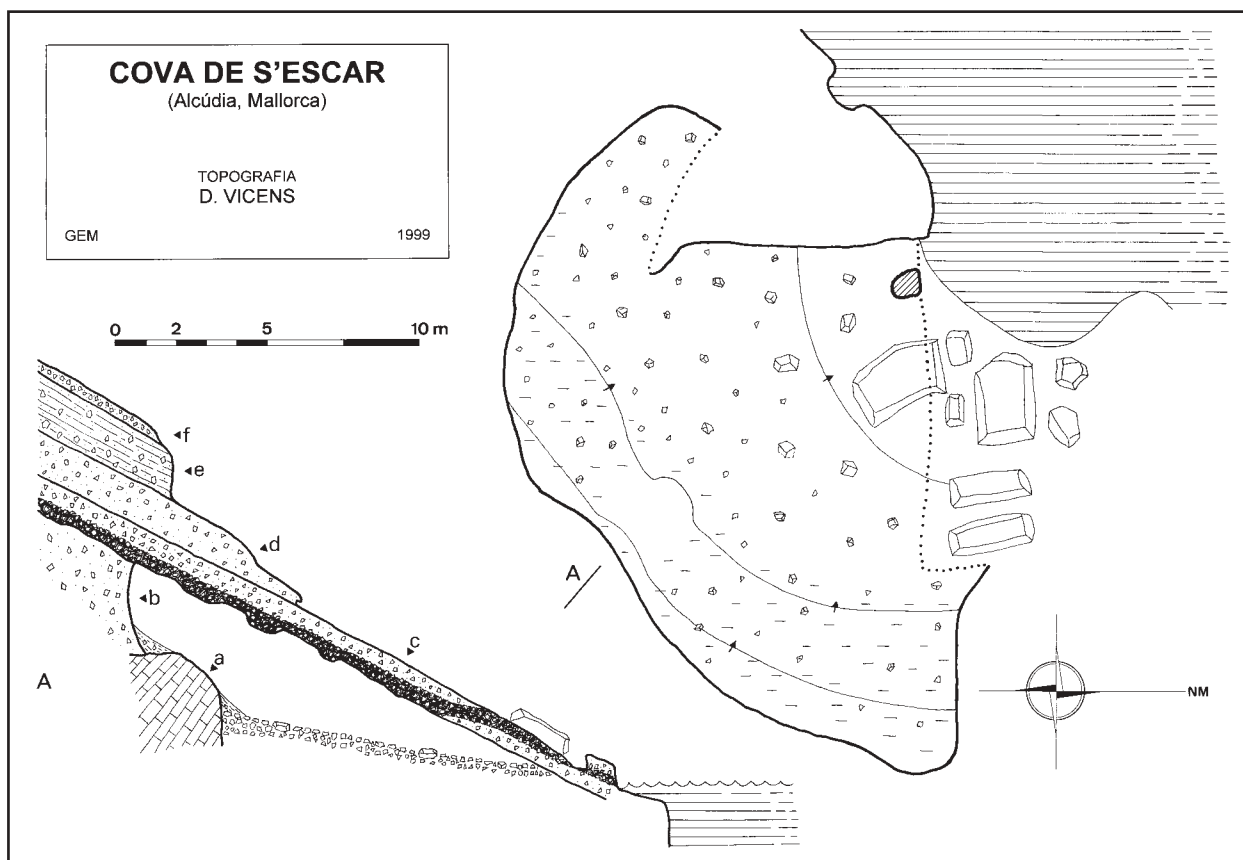 COVA DE S'ESCAR
(Alcúdia, Mallorca)
TOPOGRAFIA
D. VICENS
GEM 1999
0 2 5 10 m
f
e
d
b
c
a
A
A
NM